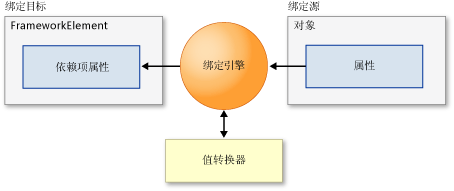 绑定目标
绑定源
FrameworkElement
对象
依赖项属性
绑定引擎
属性
值转换器